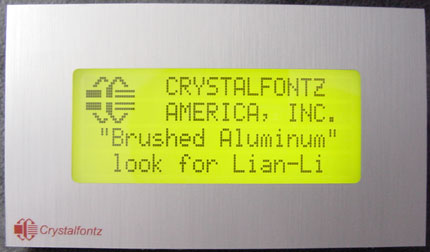 CRYSTALFONTZ
AMERICA, INC.
"Brushed Aluminum"
look for Lian-Li
Crystalfontz